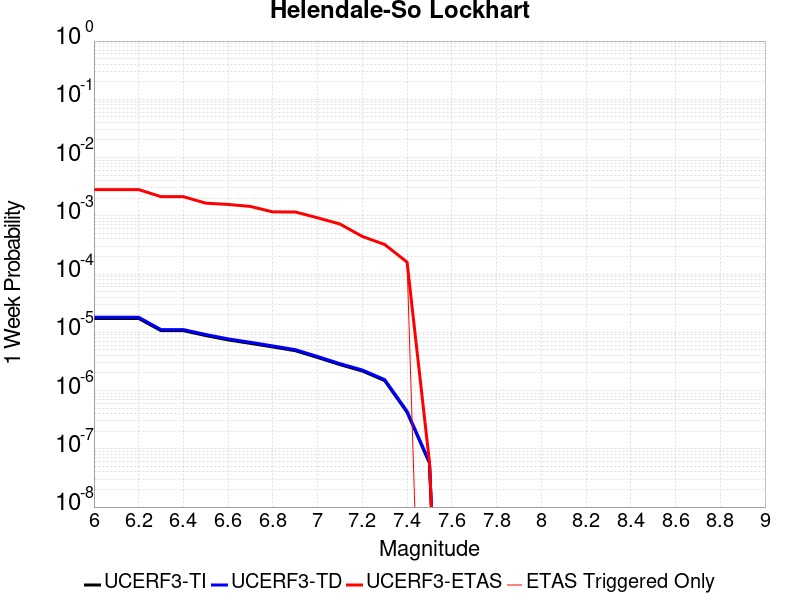 Helendale-So Lockhart
10^0
10^-1
10^-2
10^-3
10^-4
10^-5
10^-6
10^-7
10^-8
1 Week Probability
6 6.2 6.4 6.6 6.8 7 7.2 7.4 7.6 7.8 8 8.2 8.4 8.6 8.8 9
Magnitude
UCERF3-TI UCERF3-TD UCERF3-ETAS ETAS Triggered Only